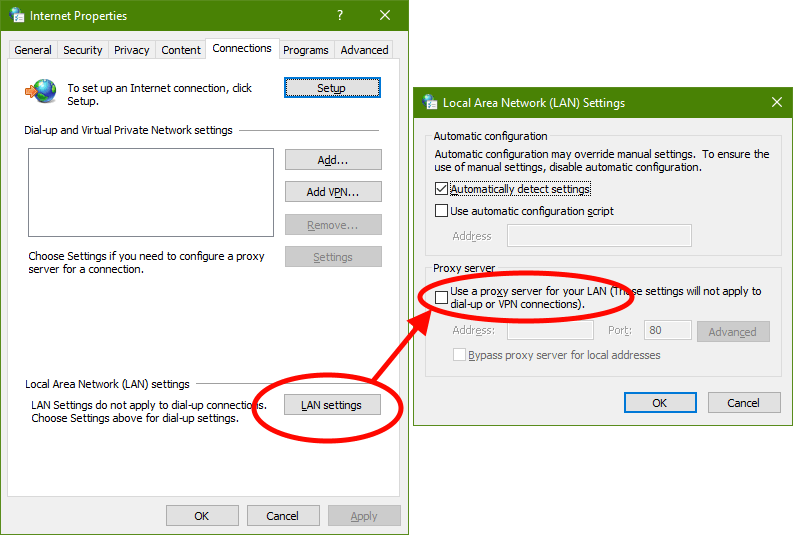 Internet Properties
?
General Security Privacy Content Connections Programs Advanced
To set up an Internet connection, click
Setup.
Setup
Dial-up and Virtual Private Network settings
Add...
Add VPN...
Remove...
Choose Settings if you need to configure a proxy
server for a connection.
Settings
Local Area Network (LAN) settings
LAN Settings do not apply to dial-up connections.
Choose Settings above for dial-up settings.
LAN settings
OK Cancel Apply
Local Area Network (LAN) Settings
Automatic configuration
Automatic configuration may override manual settings. To ensure the
use of manual settings, disable automatic configuration.
Automatically detect settings
Use automatic configuration script
Address
Proxy server
Use a proxy server for your LAN (These settings will not apply to
dial-up or VPN connections).
Address: Port: 80 Advanced
Bypass proxy server for local addresses
OK Cancel